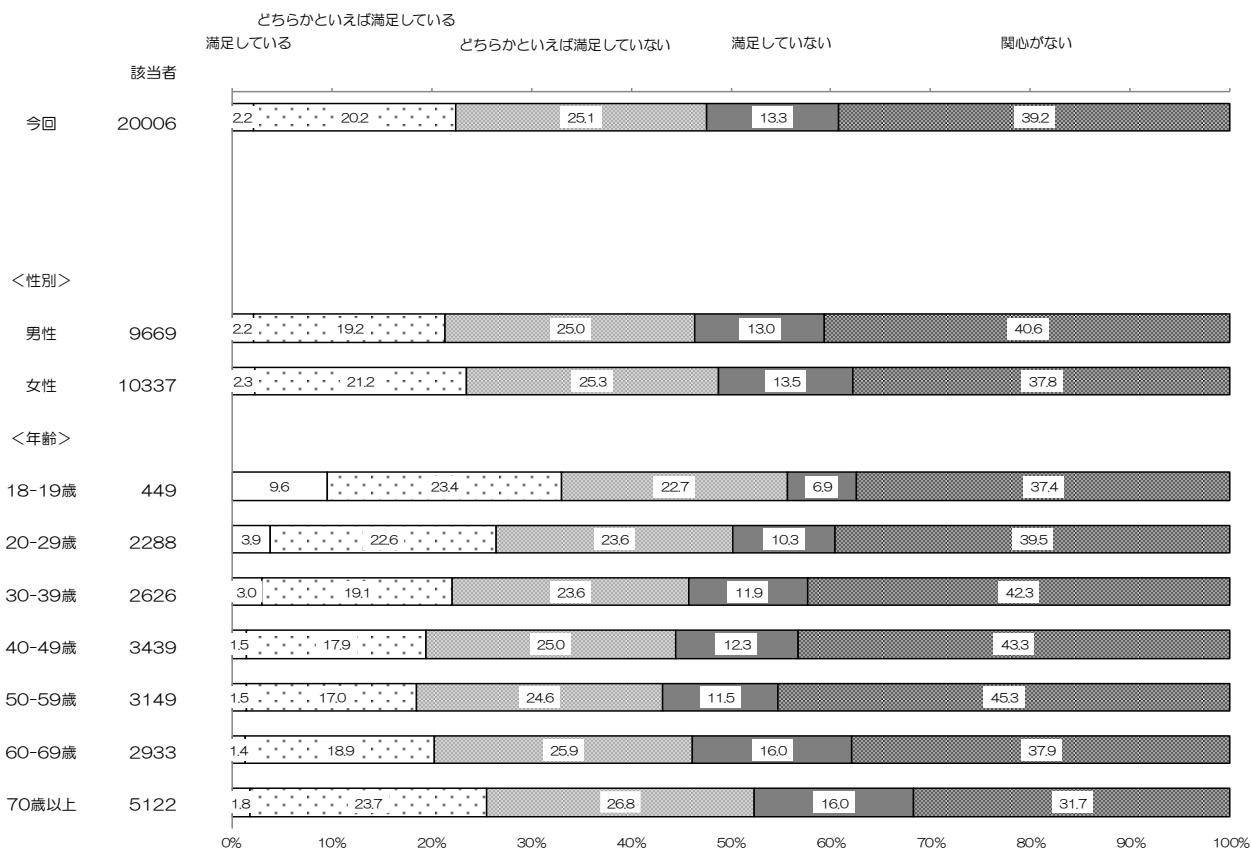 どちらかといえば満足している
満足している どちらかといえば満足していない 満足していない 関心がない
該当者
今回 20006 2.2 20.2 25.1 13.3 39.2
＜性別＞
男性 9669 2.2 19.2 25.0 13.0 40.6
女性 10337 2.3 21.2 25.3 13.5 37.8
＜年齢＞
18-19歳 449 9.6 23.4 22.7 6.9 37.4
20-29歳 2288 3.9 22.6 23.6 10.3 39.5
30-39歳 2626 3.0 19.1 23.6 11.9 42.3
40-49歳 3439 1.5 17.9 25.0 12.3 43.3
50-59歳 3149 1.5 17.0 24.6 11.5 45.3
60-69歳 2933 1.4 18.9 25.9 16.0 37.9
70歳以上 5122 1.8 23.7 26.8 16.0 31.7
0% 10% 20% 30% 40% 50% 60% 70% 80% 90% 100%